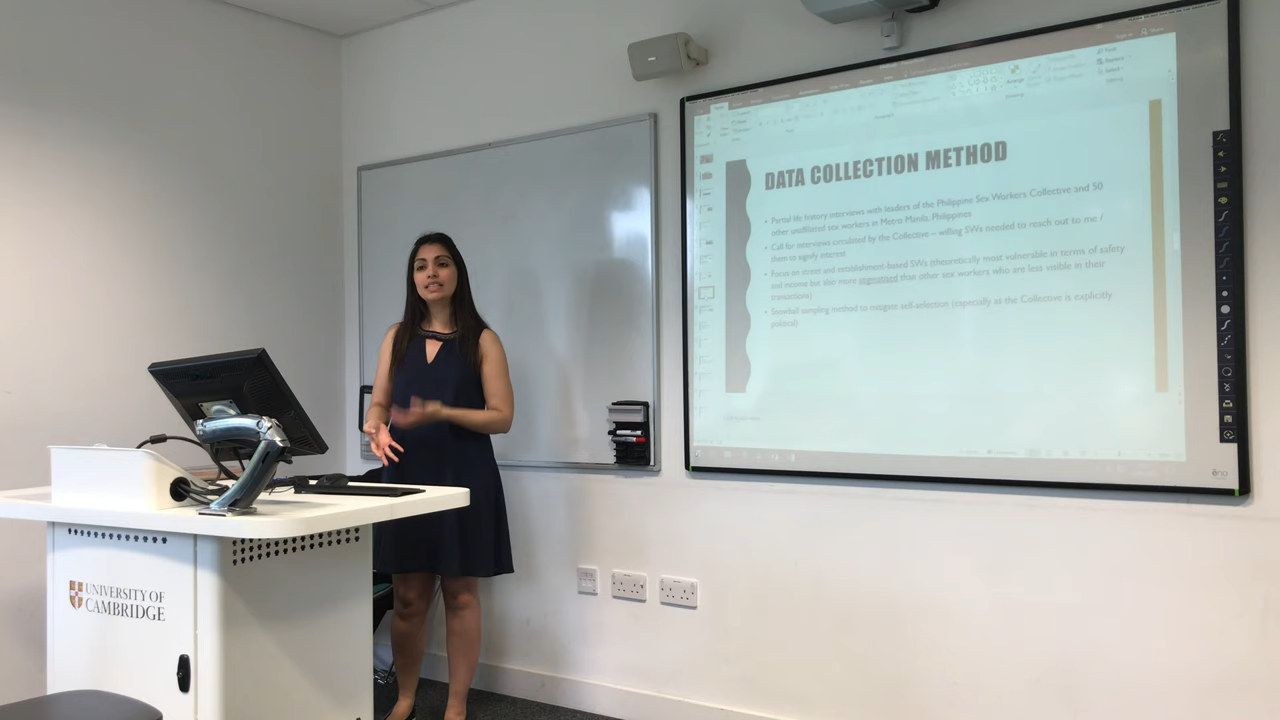 DATA COLLECTION METHOD
• Partial life history interviews with leaders of the Philippine Sex Workers Collective and 50
other unaffiliated sex workers in Metro Manila, Philippines
• Call for interviews circulated by the Collective – willing SWs needed to reach out to me /
them to signify interest
• Focus on street and establishment-based SWs (theoretically most vulnerable in terms of safety
and income but also more stigmatised than other sex workers who are less visible in their
transactions)
• Snowball sampling method to mitigate self-selection (especially as the Collective is explicitly
political)
UNIVERSITY OF
CAMBRIDGE